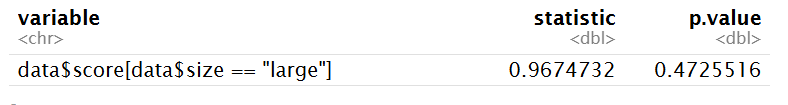 variable statistic p.value
<chr> <dbl> <dbl>
data$score[data$size == "large"] 0.9674732 0.4725516